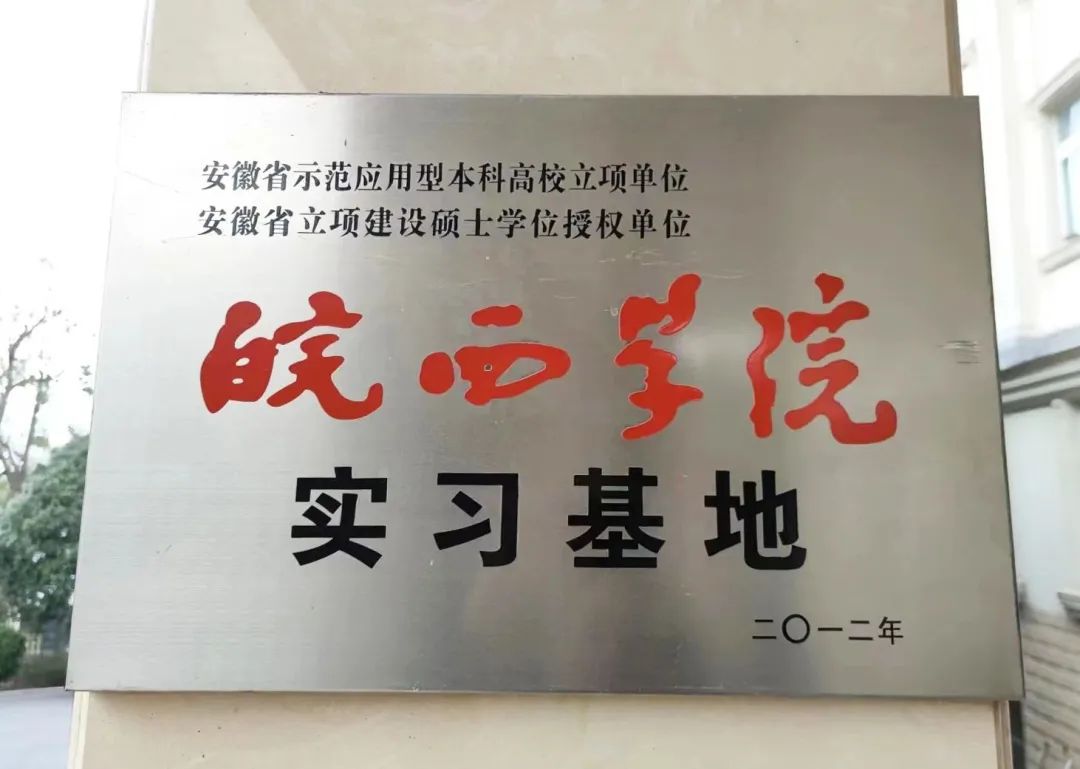 安徽省示范应用型本科高校立项单位
安徽省立项建设硕士学位授权单位
皖西学院
实习基地
二〇一二年